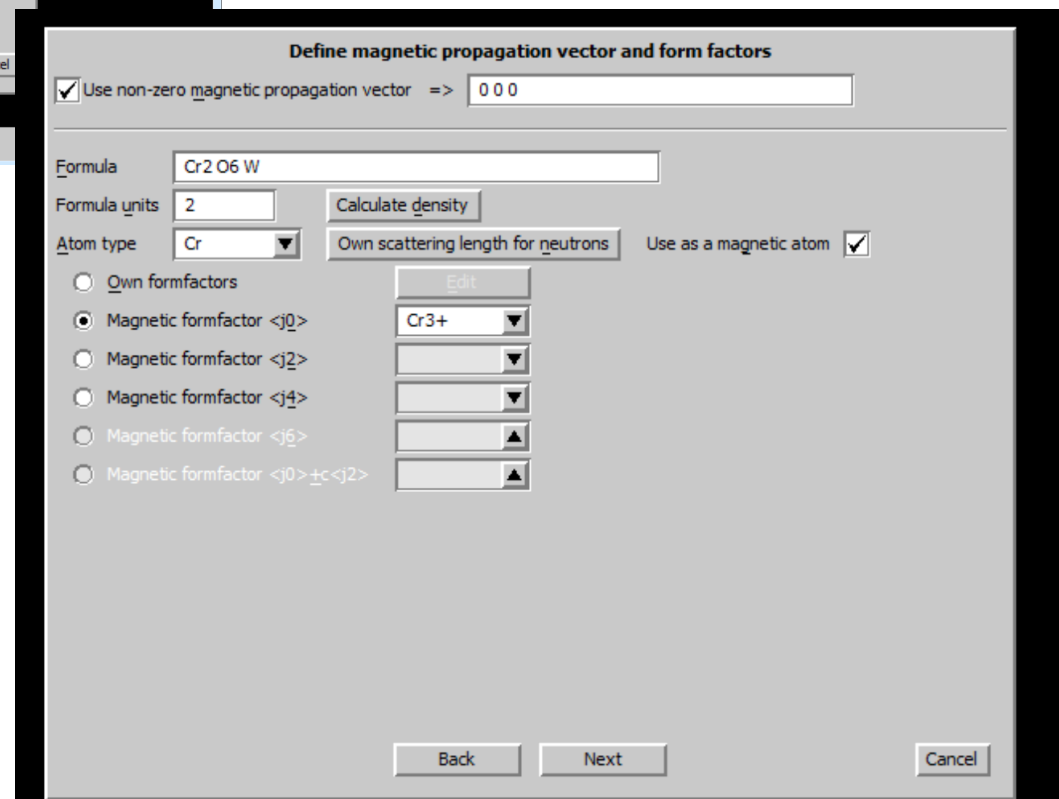 el
Define magnetic propagation vector and form factors
Use non-zero magnetic propagation vector => 0 0 0
Formula Cr2 O6 W
Formula units 2 Calculate density
Atom type Cr Own scattering length for neutrons Use as a magnetic atom
Own formfactors Edit
Magnetic formfactor <j0> Cr3+
Magnetic formfactor <j2>
Magnetic formfactor <j4>
Magnetic formfactor <j6>
Magnetic formfactor <j0>+c<j2>
Back Next Cancel